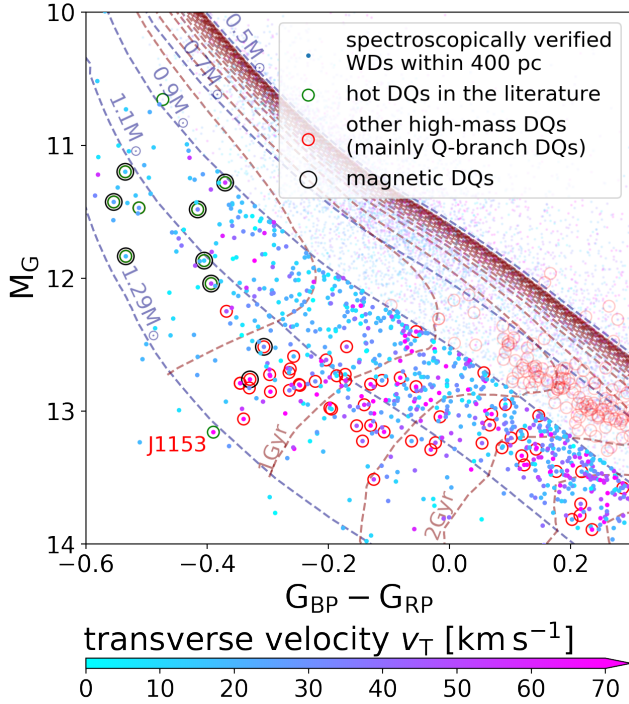 10
11
12
13
14
M_G
0.5M⊙
0.7M⊙
0.9M⊙
1.1M⊙
1.29M⊙
spectroscopically verified
WDs within 400 pc
hot DQs in the literature
other high-mass DQs
(mainly Q-branch DQs)
magnetic DQs
J1153
1Gyr
2Gyr
−0.6 −0.4 −0.2 0.0 0.2
G_BP − G_RP
transverse velocity v_T [km s⁻¹]
0 10 20 30 40 50 60 70